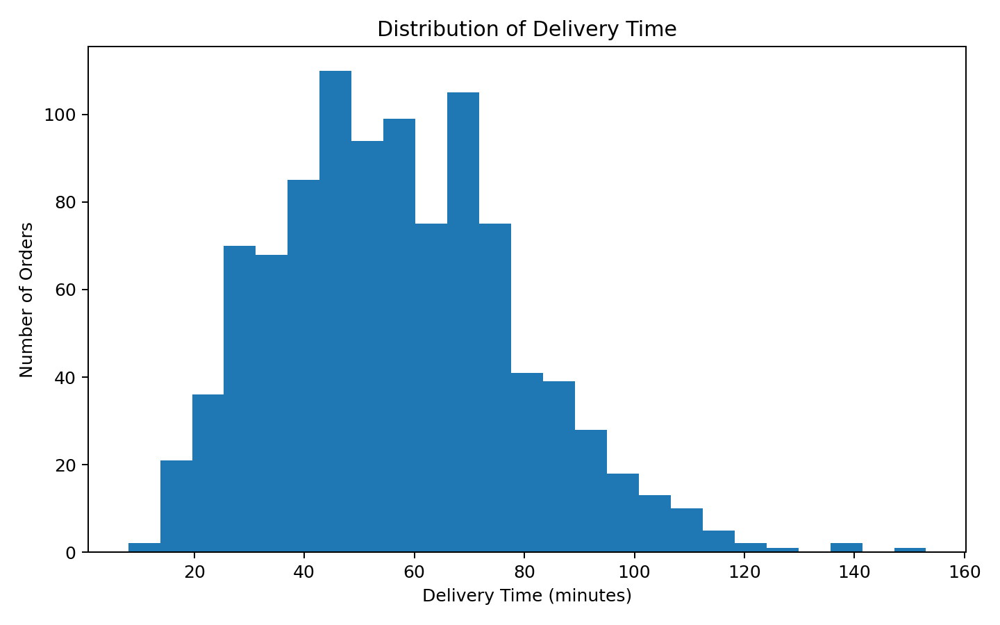 Distribution of Delivery Time
Number of Orders
100
80
60
40
20
0
20 40 60 80 100 120 140 160
Delivery Time (minutes)